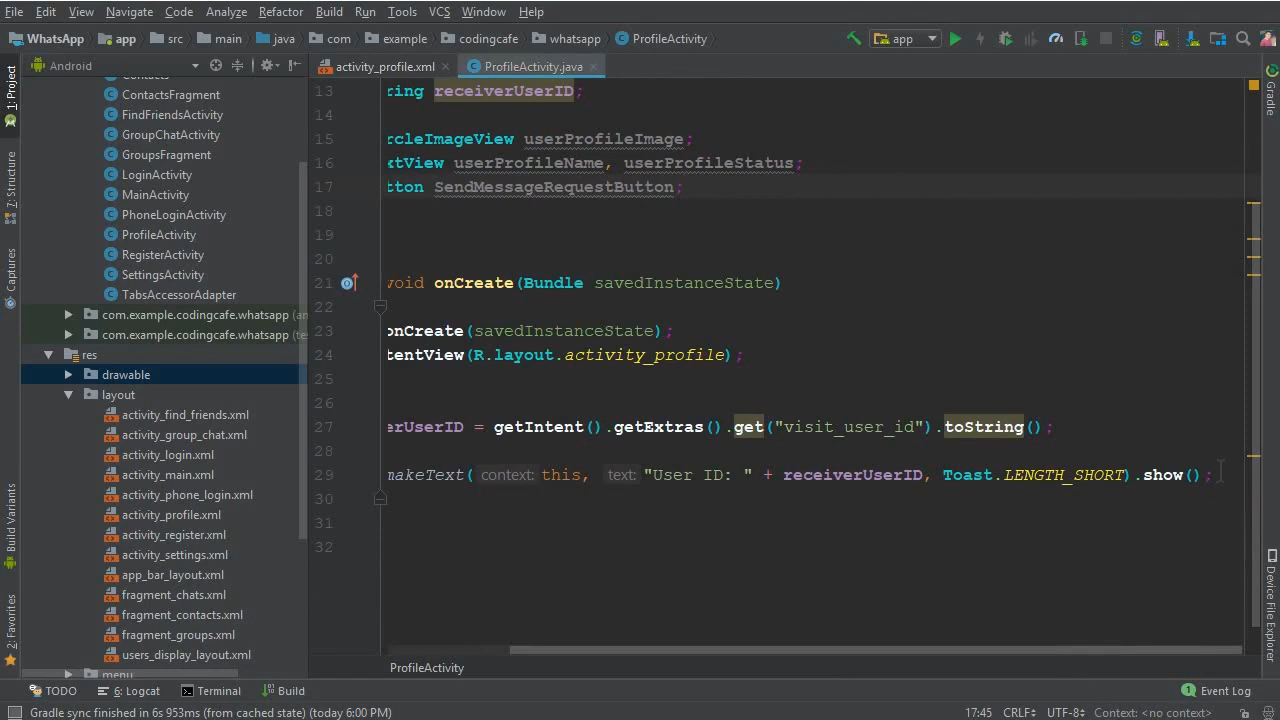 File Edit View Navigate Code Analyze Refactor Build Run Tools VCS Window Help
WhatsApp app src main java com example codingcafe whatsapp ProfileActivity app
Android
activity_profile.xml ProfileActivity.java
Contacts
ContactsFragment
FindFriendsActivity
GroupChatActivity
GroupsFragment
LoginActivity
MainActivity
PhoneLoginActivity
ProfileActivity
RegisterActivity
SettingsActivity
TabsAccessorAdapter
com.example.codingcafe.whatsapp (an
com.example.codingcafe.whatsapp (te
res
drawable
layout
activity_find_friends.xml
activity_group_chat.xml
activity_login.xml
activity_main.xml
activity_phone_login.xml
activity_profile.xml
activity_register.xml
activity_settings.xml
app_bar_layout.xml
fragment_chats.xml
fragment_contacts.xml
fragment_groups.xml
users_display_layout.xml
menu
1: Project
7: Structure
Captures
Build Variants
2: Favorites
13 ring receiverUserID;
14
15 rcleImageView userProfileImage;
16 xtView userProfileName, userProfileStatus;
17 tton SendMessageRequestButton;
18
19
20
21 void onCreate(Bundle savedInstanceState)
22
23 onCreate(savedInstanceState);
24 tentView(R.layout.activity_profile);
25
26
27 erUserID = getIntent().getExtras().get("visit_user_id").toString();
28
29 makeText( context: this, text: "User ID: " + receiverUserID, Toast.LENGTH_SHORT).show();
30
31
32
ProfileActivity
Gradle
Device File Explorer
TODO 6: Logcat Terminal Build 1 Event Log
Gradle sync finished in 6s 953ms (from cached state) (today 6:00 PM) 17:45 CRLF UTF-8 Context: <no context>